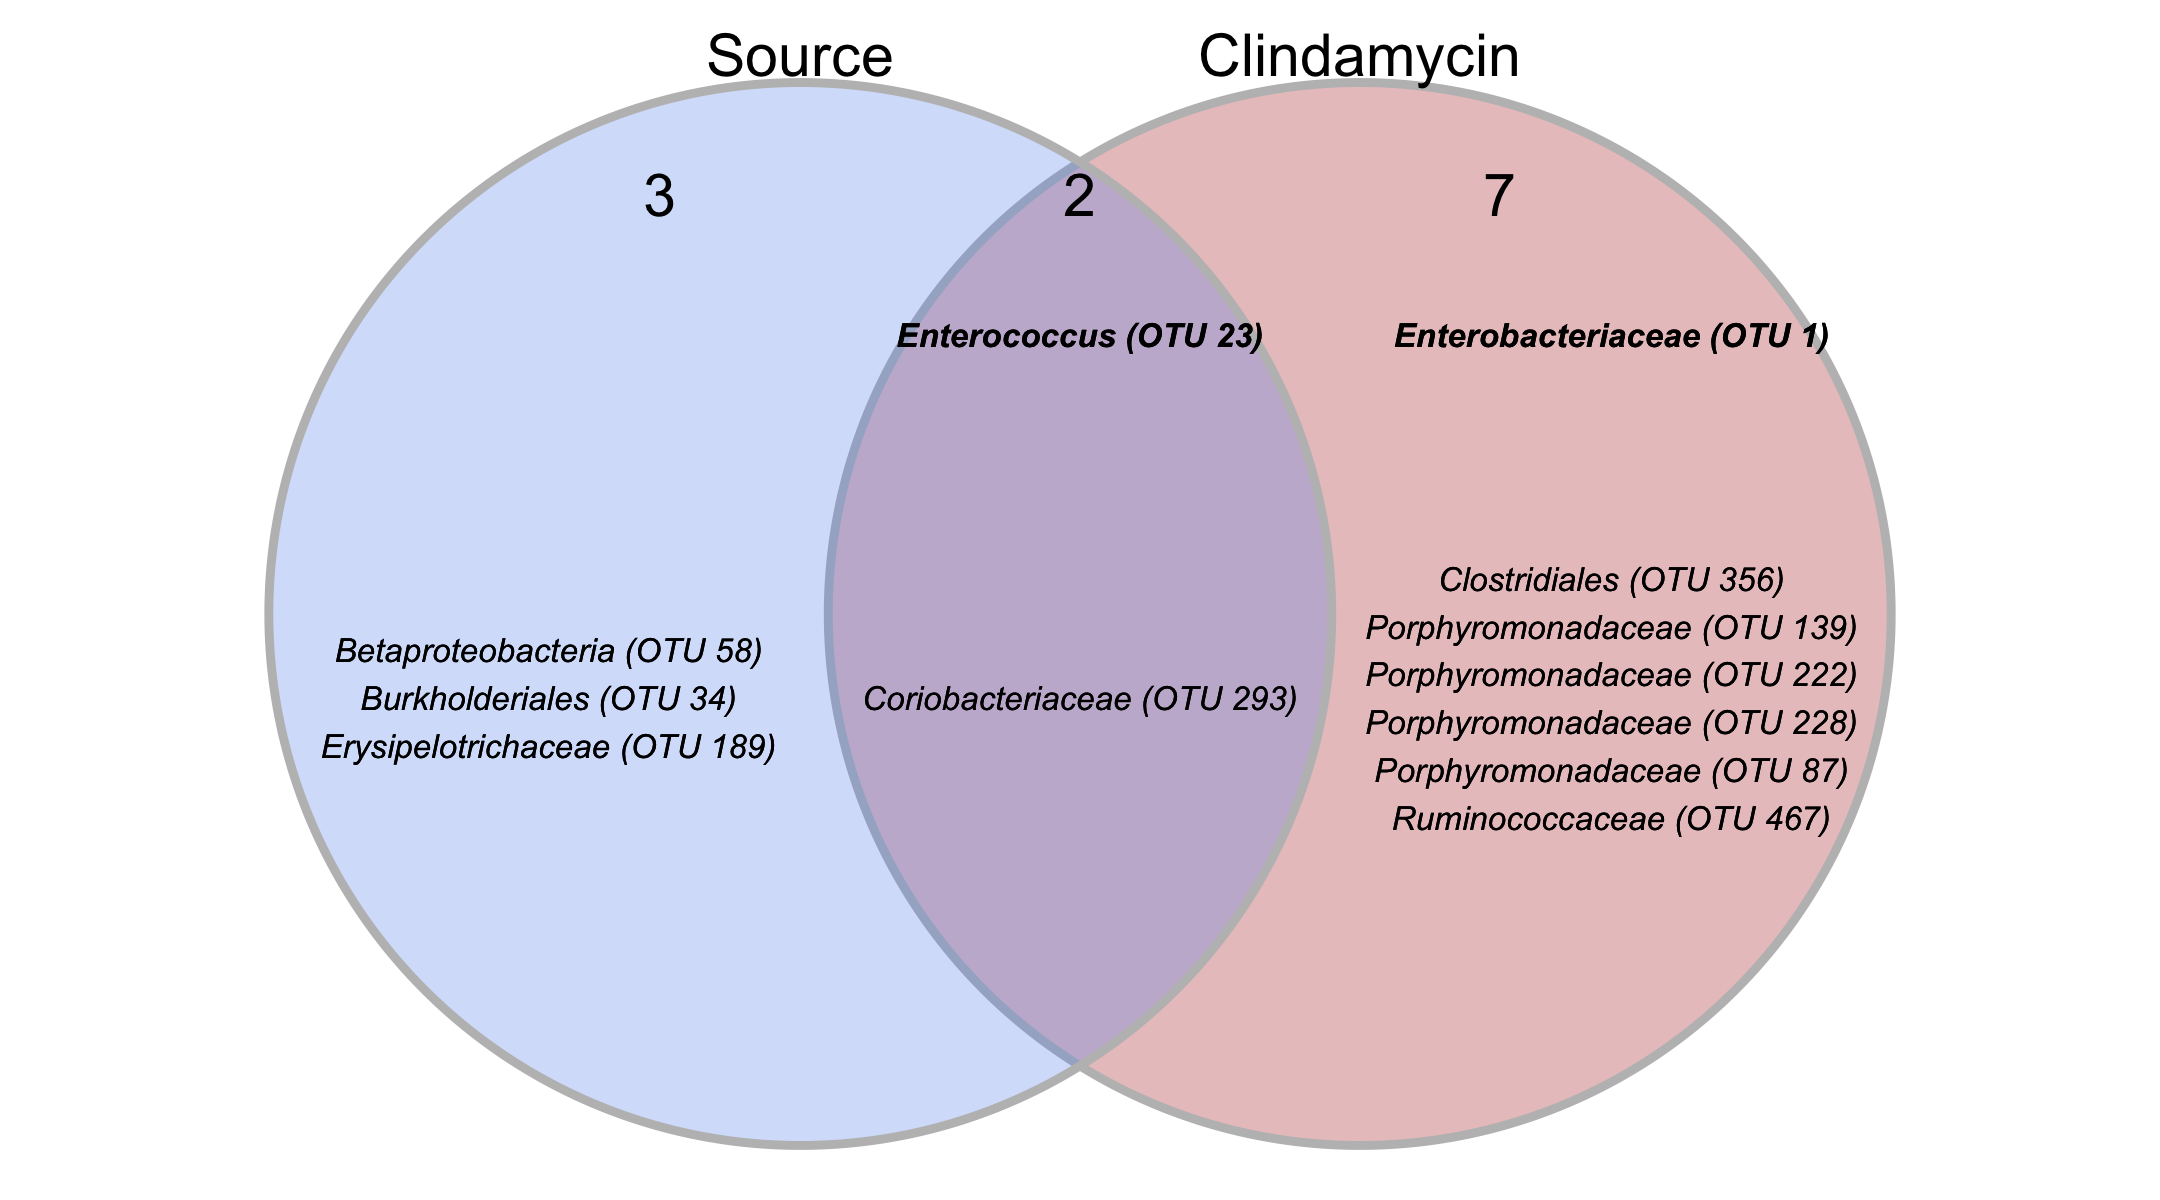 Source
Clindamycin
3
2
7
Enterococcus (OTU 23)
Enterobacteriaceae (OTU 1)
Betaproteobacteria (OTU 58)
Burkholderiales (OTU 34)
Erysipelotrichaceae (OTU 189)
Coriobacteriaceae (OTU 293)
Clostridiales (OTU 356)
Porphyromonadaceae (OTU 139)
Porphyromonadaceae (OTU 222)
Porphyromonadaceae (OTU 228)
Porphyromonadaceae (OTU 87)
Ruminococcaceae (OTU 467)